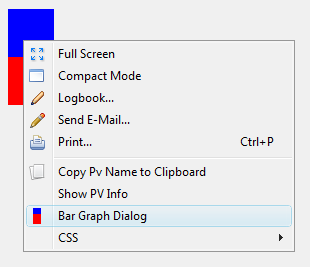 Full Screen
Compact Mode
Logbook...
Send E-Mail...
Print... Ctrl+P
Copy Pv Name to Clipboard
Show PV Info
Bar Graph Dialog
CSS